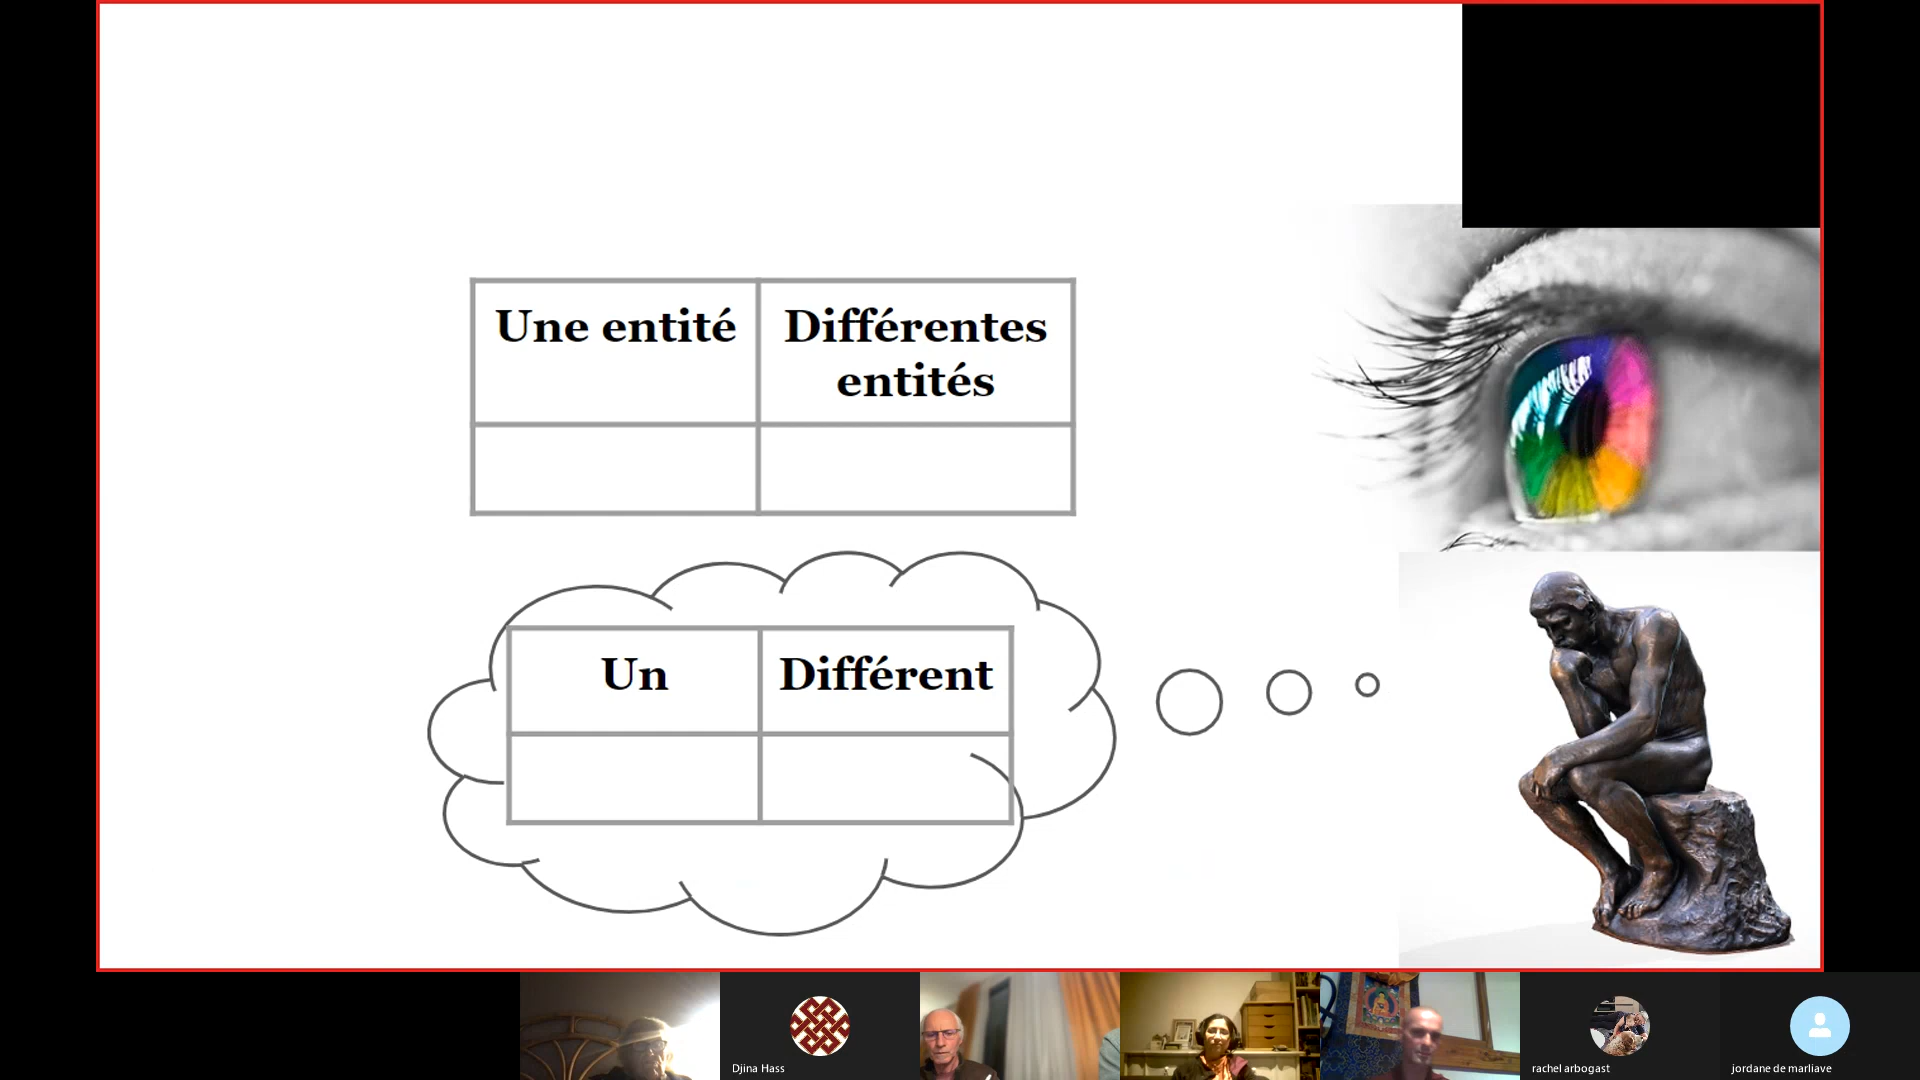 Une entité
Différentes
entités
Un
Différent
Djina Hass
rachel arbogast
jordane de marliave